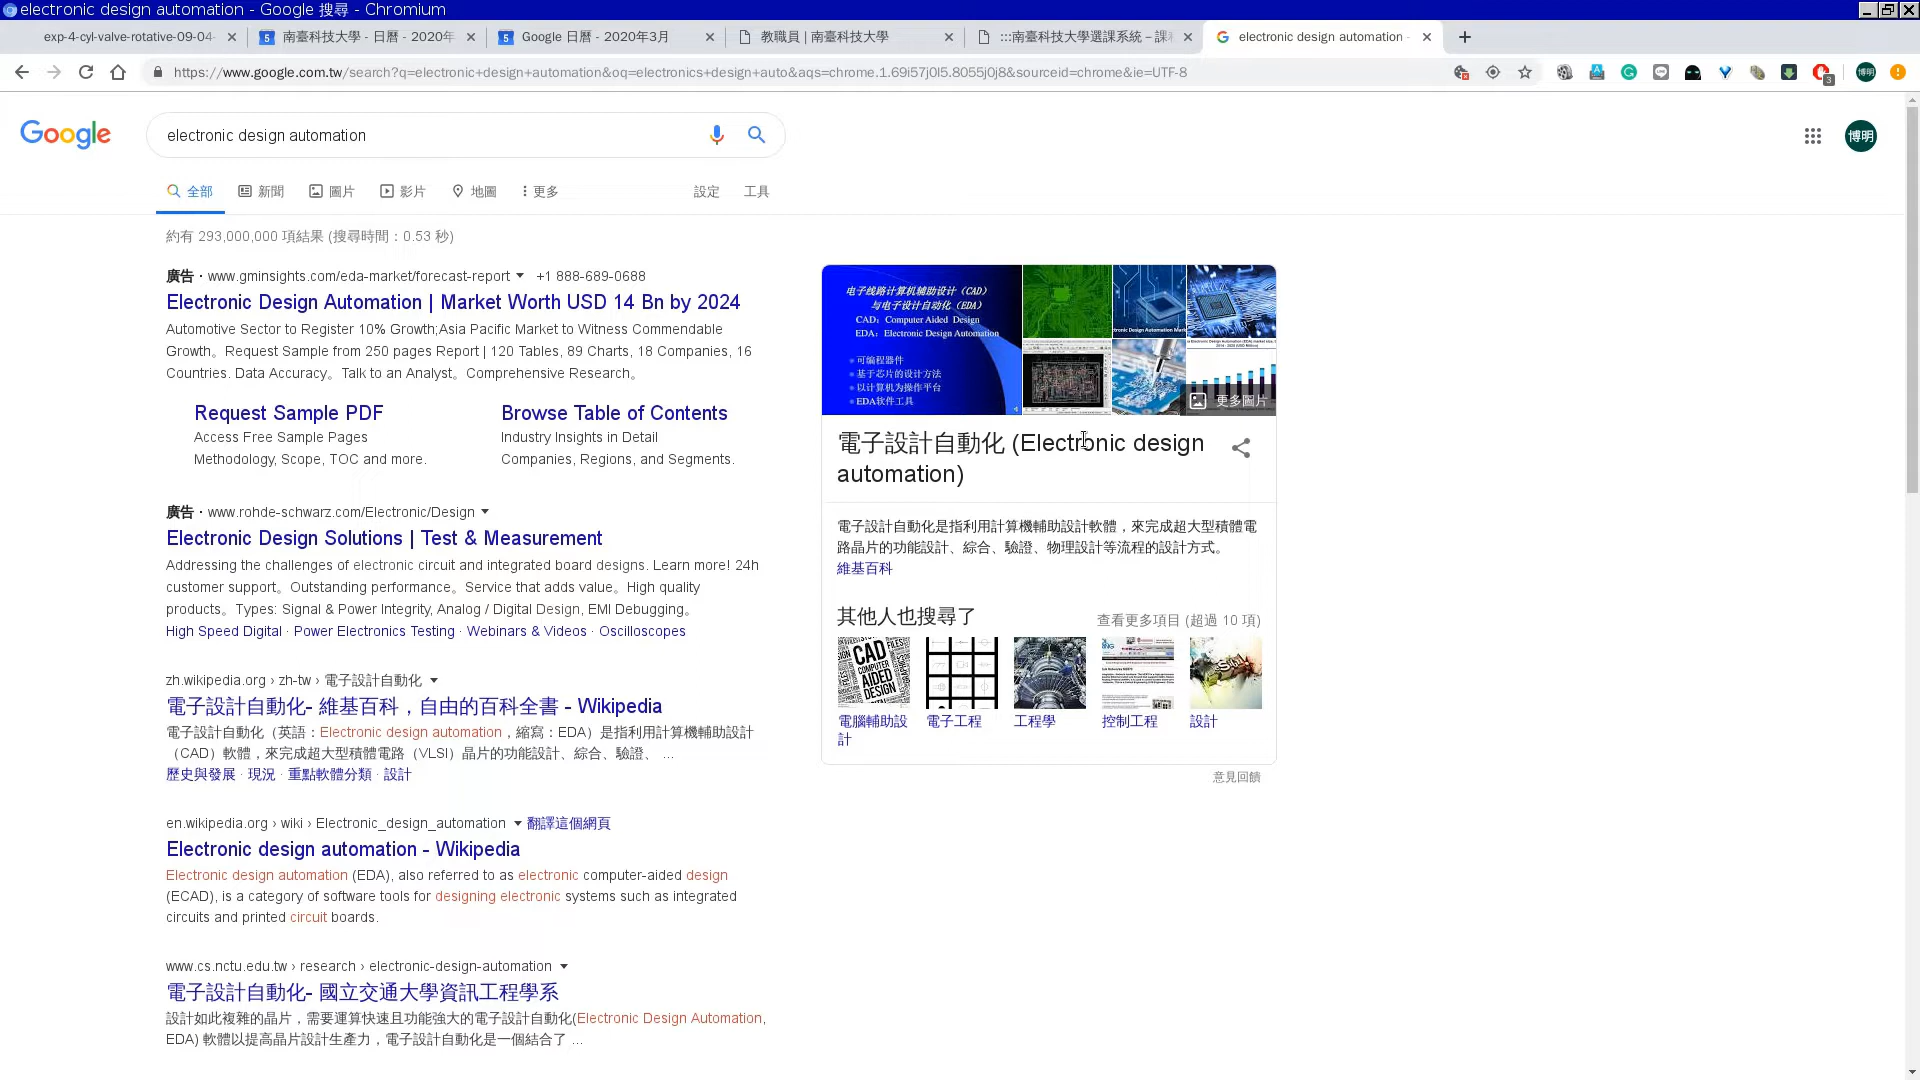 electronic design automation - Google 搜尋 - Chromium
exp-4-cyl-valve-rotative-09-04-
南臺科技大學 - 日曆 - 2020年
Google 日曆 - 2020年3月
教職員 | 南臺科技大學
:::南臺科技大學選課系統 – 課
electronic design automation -
https://www.google.com.tw/search?q=electronic+design+automation&oq=electronics+design+auto&aqs=chrome.1.69i57j0l5.8055j0j8&sourceid=chrome&ie=UTF-8
3
博明
Google
electronic design automation
博明
全部
新聞
圖片
影片
地圖
更多
設定
工具
約有 293,000,000 項結果 (搜尋時間：0.53 秒)
廣告・www.gminsights.com/eda-market/forecast-report +1 888-689-0688
Electronic Design Automation | Market Worth USD 14 Bn by 2024
Automotive Sector to Register 10% Growth;Asia Pacific Market to Witness Commendable
Growth。Request Sample from 250 pages Report | 120 Tables, 89 Charts, 18 Companies, 16
Countries. Data Accuracy。Talk to an Analyst。Comprehensive Research。
Request Sample PDF
Access Free Sample Pages
Methodology, Scope, TOC and more.
Browse Table of Contents
Industry Insights in Detail
Companies, Regions, and Segments.
廣告・www.rohde-schwarz.com/Electronic/Design
Electronic Design Solutions | Test & Measurement
Addressing the challenges of electronic circuit and integrated board designs. Learn more! 24h
customer support。Outstanding performance。Service that adds value。High quality
products。Types: Signal & Power Integrity, Analog / Digital Design, EMI Debugging。
High Speed Digital · Power Electronics Testing · Webinars & Videos · Oscilloscopes
zh.wikipedia.org › zh-tw › 電子設計自動化
電子設計自動化- 維基百科，自由的百科全書 - Wikipedia
電子設計自動化（英語：Electronic design automation，縮寫：EDA）是指利用計算機輔助設計
（CAD）軟體，來完成超大型積體電路（VLSI）晶片的功能設計、綜合、驗證、 ...
歷史與發展 · 現況 · 重點軟體分類 · 設計
en.wikipedia.org › wiki › Electronic_design_automation 翻譯這個網頁
Electronic design automation - Wikipedia
Electronic design automation (EDA), also referred to as electronic computer-aided design
(ECAD), is a category of software tools for designing electronic systems such as integrated
circuits and printed circuit boards.
www.cs.nctu.edu.tw › research › electronic-design-automation
電子設計自動化- 國立交通大學資訊工程學系
設計如此複雜的晶片，需要運算快速且功能強大的電子設計自動化(Electronic Design Automation,
EDA) 軟體以提高晶片設計生產力，電子設計自動化是一個結合了 ...
电子线路计算机辅助设计（CAD）
与电子设计自动化（EDA）
CAD：Computer Aided Design
EDA：Electronic Design Automation
可编程器件
基于芯片的设计方法
以计算机为操作平台
EDA软件工具
更多圖片
電子設計自動化 (Electronic design
automation)
電子設計自動化是指利用計算機輔助設計軟體，來完成超大型積體電
路晶片的功能設計、綜合、驗證、物理設計等流程的設計方式。
維基百科
其他人也搜尋了
查看更多項目 (超過 10 項)
CAD
COMPUTER
AIDED
DESIGN
電腦輔助設
計
電子工程
工程學
控制工程
設計
意見回饋